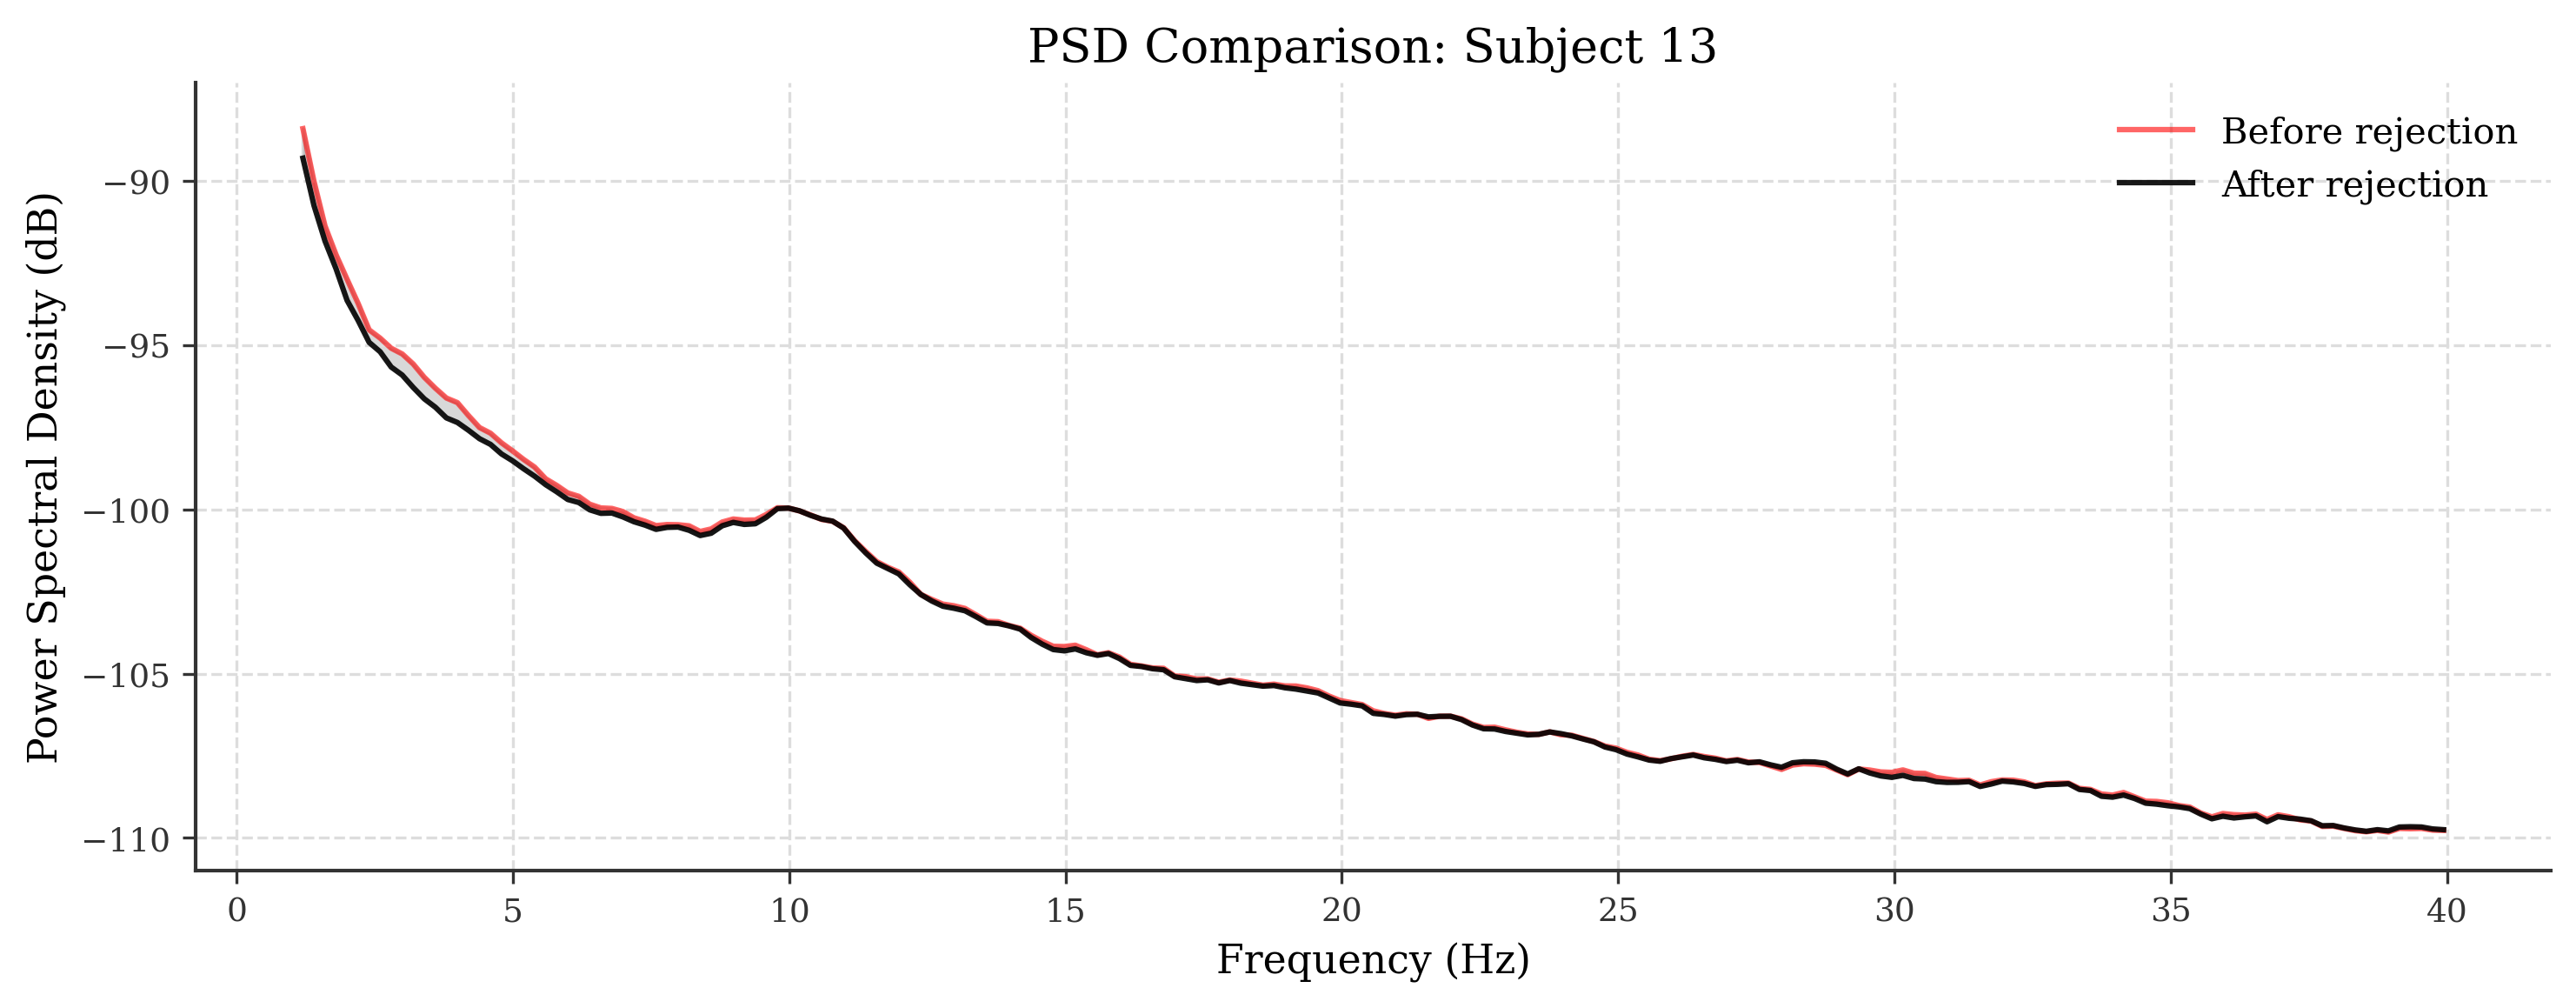 PSD Comparison: Subject 13
Before rejection
After rejection
Power Spectral Density (dB)
−90
−95
−100
−105
−110
0 5 10 15 20 25 30 35 40
Frequency (Hz)